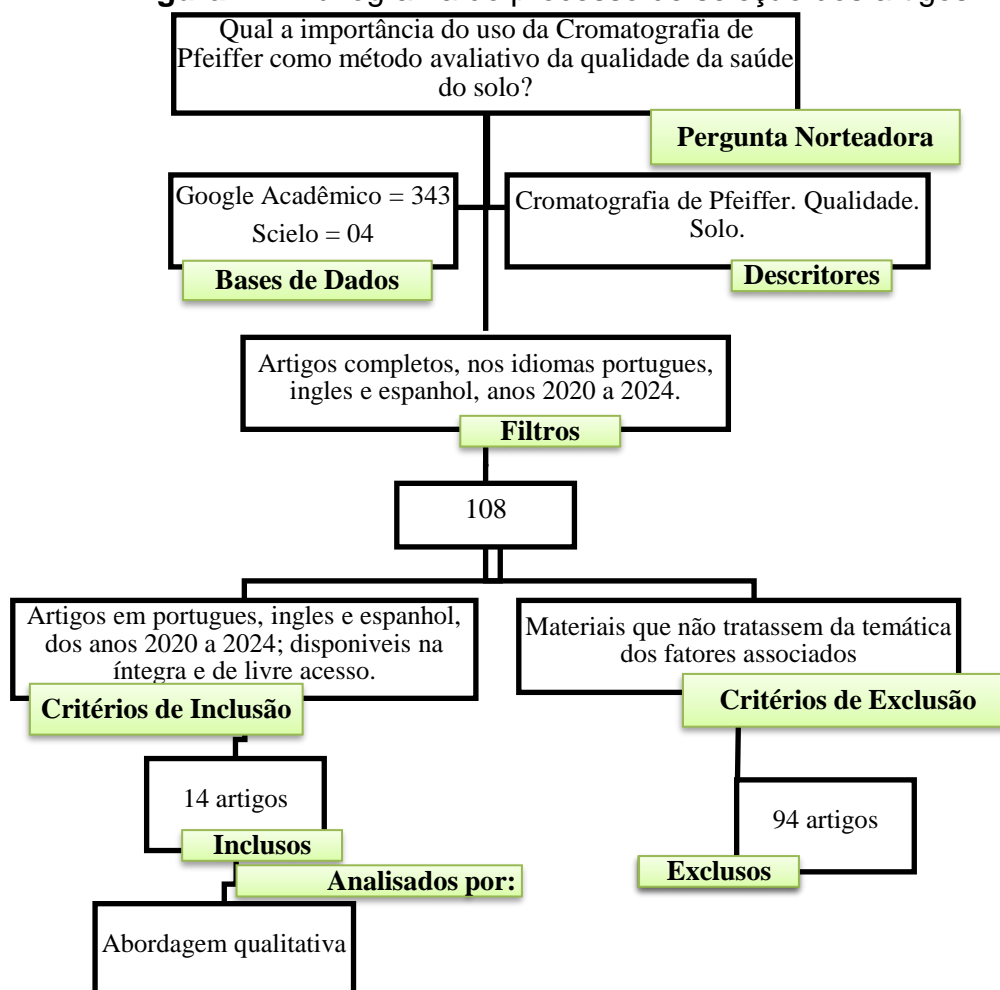 Qual a importância do uso da Cromatografia de
Pfeiffer como método avaliativo da qualidade da saúde
do solo?
Pergunta Norteadora
Google Acadêmico = 343
Scielo = 04
Bases de Dados
Cromatografia de Pfeiffer. Qualidade.
Solo.
Descritores
Artigos completos, nos idiomas portugues,
ingles e espanhol, anos 2020 a 2024.
Filtros
108
Artigos em portugues, ingles e espanhol,
dos anos 2020 a 2024; disponiveis na
íntegra e de livre acesso.
Critérios de Inclusão
Materiais que não tratassem da temática
dos fatores associados
Critérios de Exclusão
14 artigos
Inclusos
94 artigos
Exclusos
Analisados por:
Abordagem qualitativa